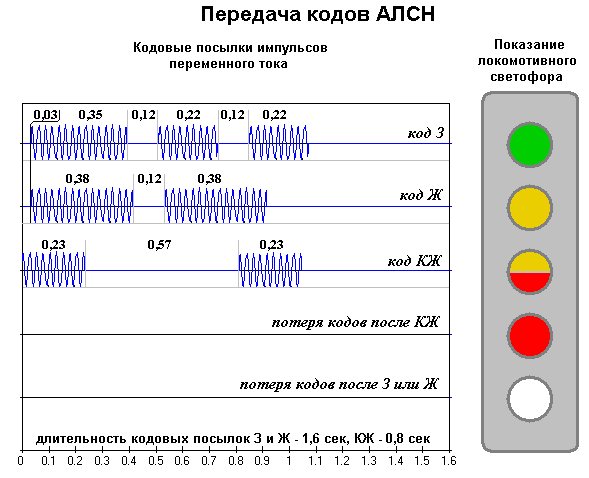 Передача кодов АЛСН
Кодовые посылки импульсов
переменного тока
Показание
локомотивного
светофора
0,03 0,35 0,12 0,22 0,12 0,22
код З
0,38 0,12 0,38
код Ж
0,23 0,57 0,23
код КЖ
потеря кодов после КЖ
потеря кодов после З или Ж
длительность кодовых посылок З и Ж - 1,6 сек, КЖ - 0,8 сек
0 0.1 0.2 0.3 0.4 0.5 0.6 0.7 0.8 0.9 1 1.1 1.2 1.3 1.4 1.5 1.6